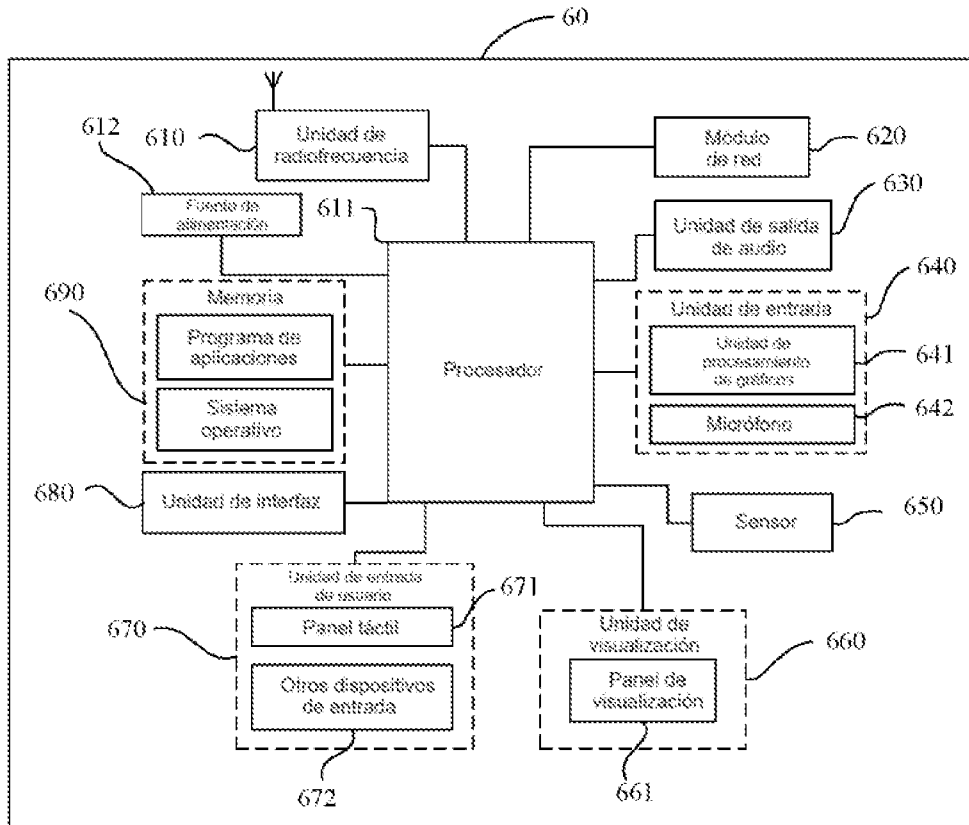 60
610
Unidad de
radiofrecuencia
Módulo
de red
620
612
Fuente de
alimentación
611
Unidad de salida
de audio
630
690
Memoria
Programa de
aplicaciones
Sistema
operativo
Procesador
Unidad de entrada
640
Unidad de
procesamiento
de gráficos
641
Micrófono
642
680
Unidad de interfaz
Sensor
650
670
Unidad de entrada
de usuario
Panel táctil
671
Otros dispositivos
de entrada
672
Unidad de
visualización
660
Panel de
visualización
661